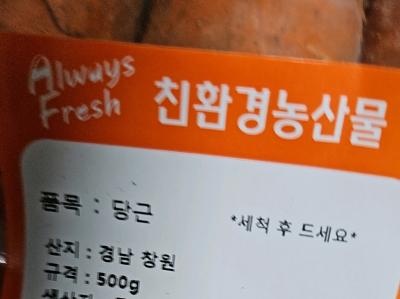 Always
Fresh
친환경농산물
품목 : 당근
*세척 후 드세요*
산지 : 경남 창원
규격 : 500g